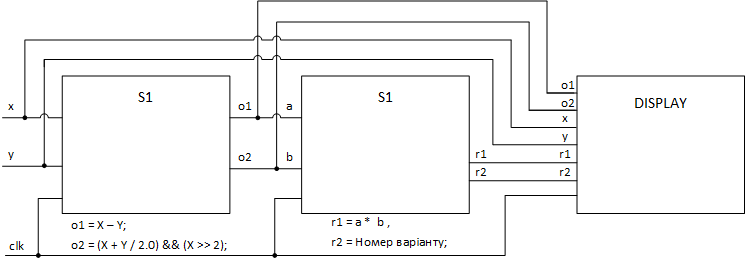 S1
S1
DISPLAY
x
y
clk
o1
o2
a
b
r1
r2
o1
o2
x
y
r1
r2
o1 = X – Y;
o2 = (X + Y / 2.0) && (X >> 2);
r1 = a * b ,
r2 = Номер варіанту;